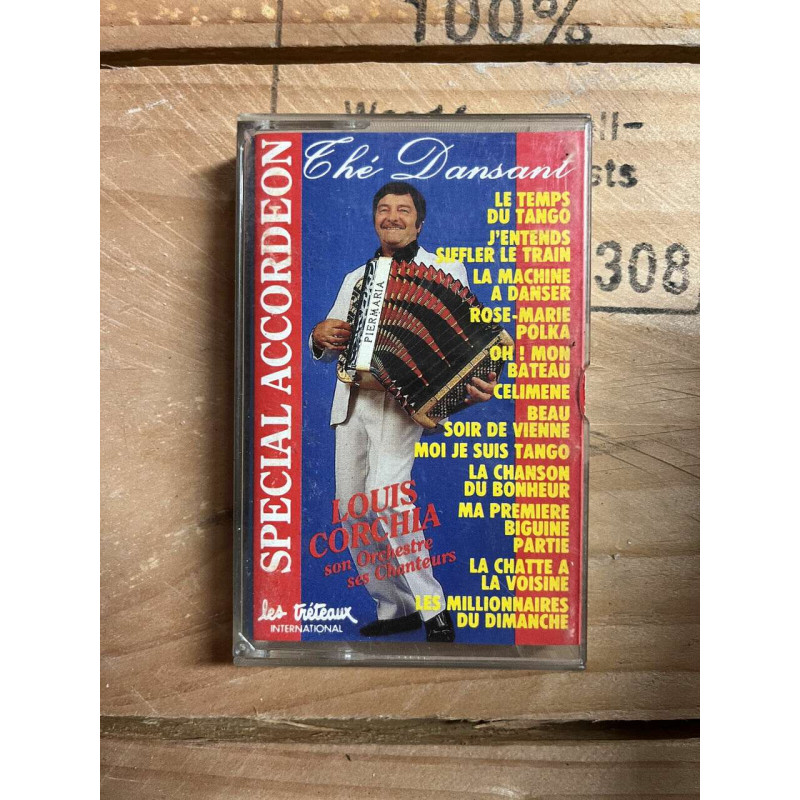 100%
ll-
sts
308
SPECIAL ACCORDEON
Thé Dansant
LE TEMPS
DU TANGO
J'ENTENDS
SIFFLER LE TRAIN
LA MACHINE
A DANSER
ROSE-MARIE
POLKA
OH ! MON
BATEAU
CELIMENE
BEAU
SOIR DE VIENNE
MOI JE SUIS TANGO
LA CHANSON
DU BONHEUR
MA PREMIERE
BIGUINE
PARTIE
LA CHATTE A
LA VOISINE
LES MILLIONNAIRES
DU DIMANCHE
PIERMARIA
LOUIS
CORCHIA
son Orchestre
ses Chanteurs
les tréteaux
INTERNATIONAL